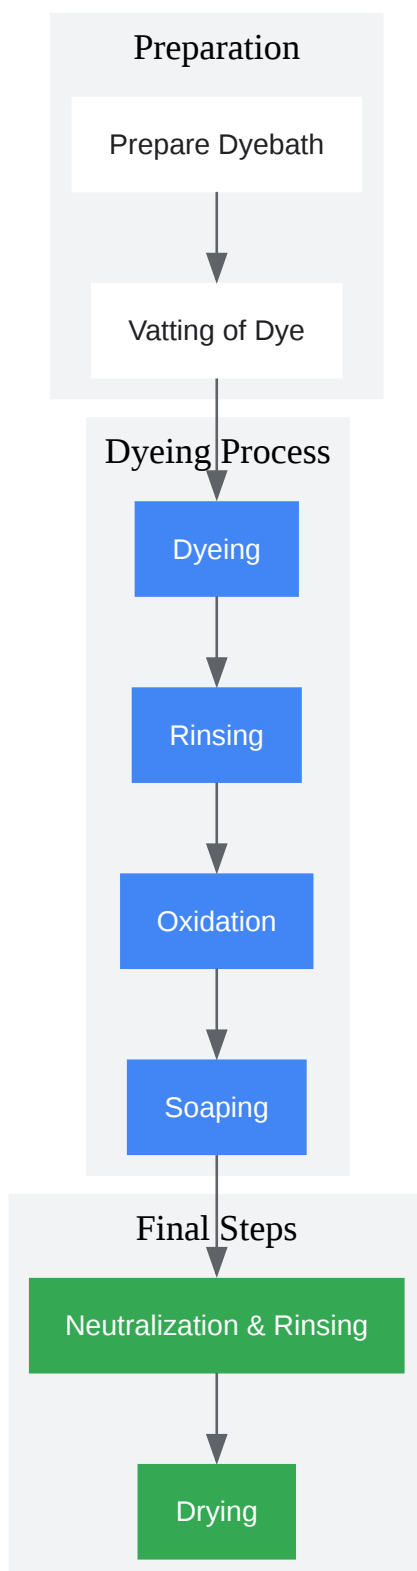 Preparation
Prepare Dyebath
Vatting of Dye
Dyeing Process
Dyeing
Rinsing
Oxidation
Soaping
Final Steps
Neutralization & Rinsing
Drying